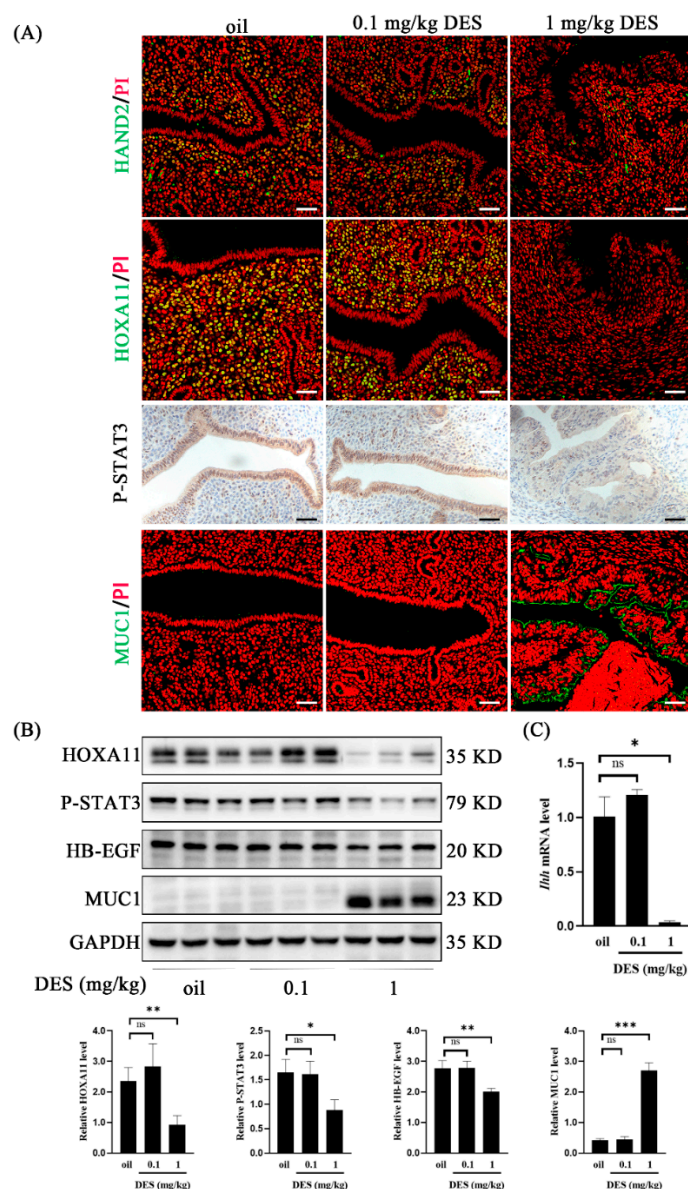 (A)
oil
0.1 mg/kg DES
1 mg/kg DES
HAND2/PI
HOXA11/PI
P-STAT3
MUC1/PI
(B)
HOXA11
35 KD
P-STAT3
79 KD
HB-EGF
20 KD
MUC1
23 KD
GAPDH
35 KD
DES (mg/kg)
oil
0.1
1
(C)
*
ns
Ihh mRNA level
1.5
1.0
0.5
0.0
oil
0.1
1
DES (mg/kg)
**
ns
Relative HOXA11 level
4.0
3.0
2.0
1.0
0.0
oil
0.1
1
DES (mg/kg)
*
ns
Relative P-STAT3 level
2.0
1.5
1.0
0.5
0.0
oil
0.1
1
DES (mg/kg)
**
ns
Relative HB-EGF level
4.0
3.0
2.0
1.0
0.0
oil
0.1
1
DES (mg/kg)
***
ns
Relative MUC1 level
4.0
3.0
2.0
1.0
0.0
oil
0.1
1
DES (mg/kg)